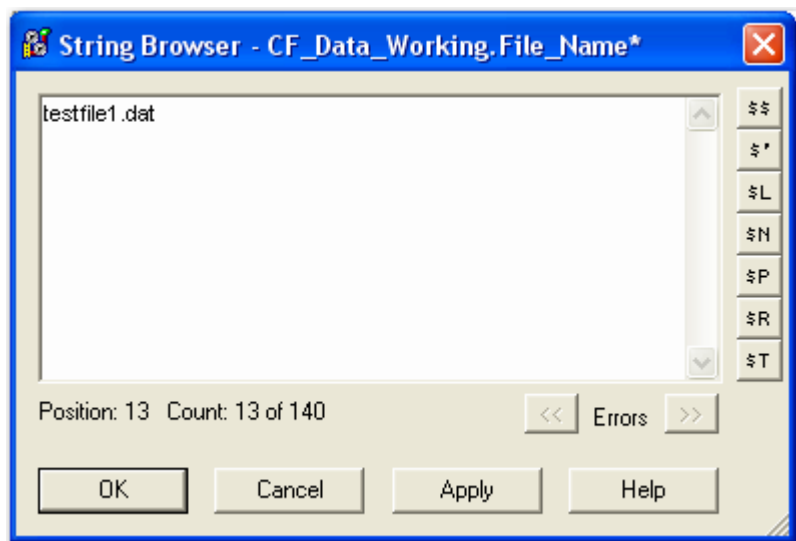 String Browser - CF_Data_Working.File_Name*
testfile1.dat
$$
$'
$L
$N
$P
$R
$T
Position: 13 Count: 13 of 140
<< Errors >>
OK Cancel Apply Help